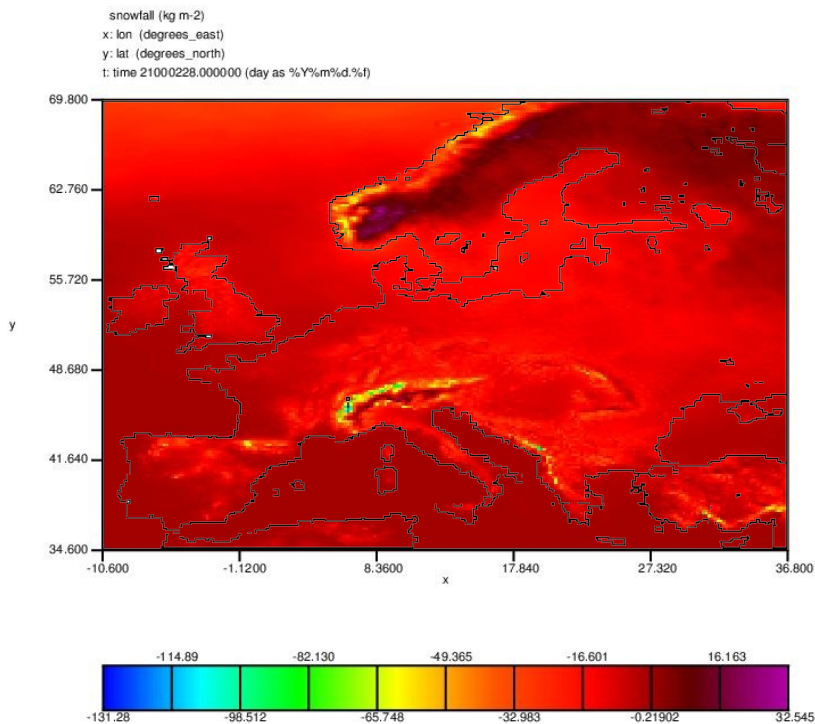 snowfall (kg m-2)
x: lon (degrees_east)
y: lat (degrees_north)
t: time 21000228.000000 (day as %Y%m%d.%f)
69.800
62.760
55.720
y
48.680
41.640
34.600
-10.600 -1.1200 8.3600 17.840 27.320 36.800
x
-114.89 -82.130 -49.365 -16.601 16.163
-131.28 -98.512 -65.748 -32.983 -0.21902 32.545